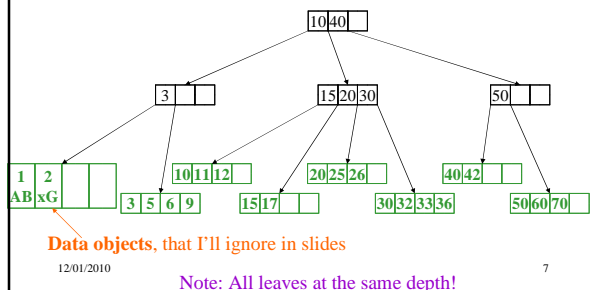 10 40
3
15 20 30
50
1 2
AB xG
10 11 12
20 25 26
40 42
3 5 6 9
15 17
30 32 33 36
50 60 70
Data objects, that I'll ignore in slides
12/01/2010
7
Note: All leaves at the same depth!